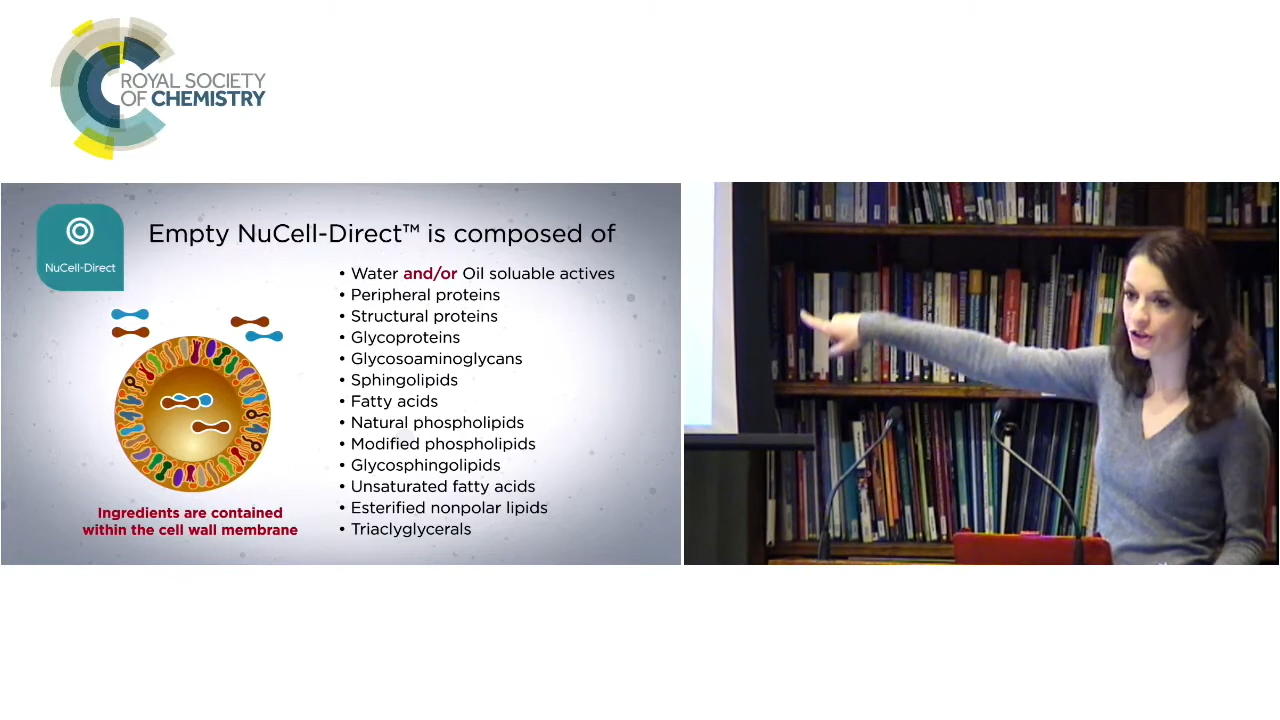 ROYAL SOCIETY
OF CHEMISTRY
NuCell-Direct
Empty NuCell-Direct™ is composed of
• Water and/or Oil soluable actives
• Peripheral proteins
• Structural proteins
• Glycoproteins
• Glycosoaminoglycans
• Sphingolipids
• Fatty acids
• Natural phospholipids
• Modified phospholipids
• Glycosphingolipids
• Unsaturated fatty acids
• Esterified nonpolar lipids
• Triaclyglycerals
Ingredients are contained
within the cell wall membrane